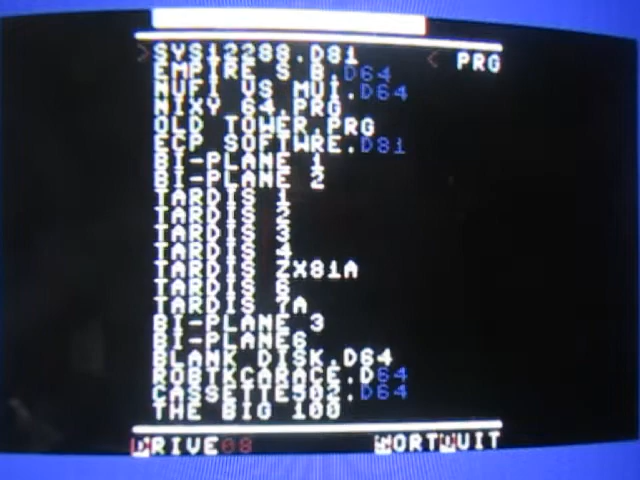 > SYS12288.D81 < PRG
EMPIRE S B.D64
NUFI VS MUI.D64
NIXY 64.PRG
OLD TOWER.PRG
ECP SOFTWRE.D81
BI-PLANE 1
BI-PLANE 2
TARDIS 1
TARDIS 2
TARDIS 3
TARDIS 4
TARDIS ZX81A
TARDIS 6
TARDIS 7A
BI-PLANE 3
BI-PLANE6
BLANK DISK.D64
ROBTKCARACE.D64
CASSETTE502.D64
THE BIG 100
DRIVE08 SORT QUIT